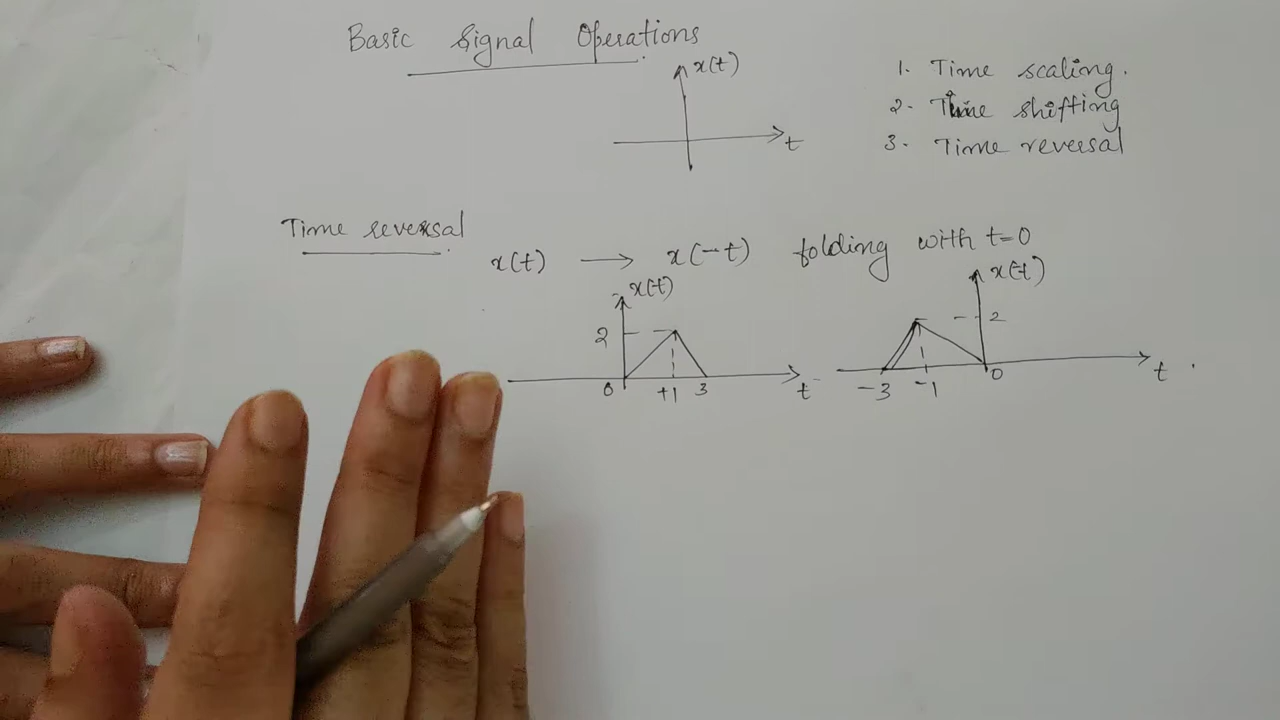 Basic Signal Operations
x(t)
t
1. Time scaling.
2. Time shifting
3. Time reversal
Time reversal
x(t) → x(-t) folding with t=0
x(t)
2
0 +1 3 t
x(-t)
2
-3 -1 0 t